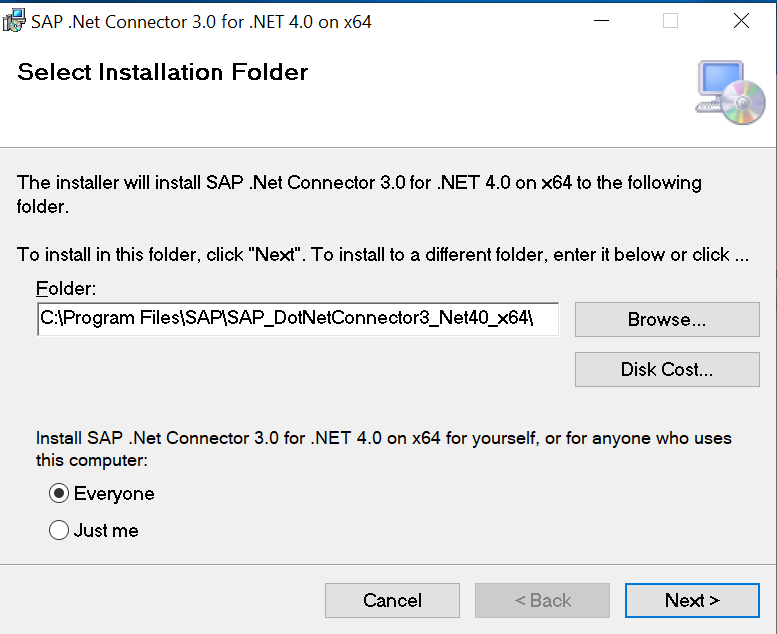 SAP .Net Connector 3.0 for .NET 4.0 on x64
Select Installation Folder
The installer will install SAP .Net Connector 3.0 for .NET 4.0 on x64 to the following
folder.
To install in this folder, click "Next". To install to a different folder, enter it below or click ...
Folder:
C:\Program Files\SAP\SAP_DotNetConnector3_Net40_x64\
Browse...
Disk Cost...
Install SAP .Net Connector 3.0 for .NET 4.0 on x64 for yourself, or for anyone who uses
this computer:
Everyone
Just me
Cancel
< Back
Next >